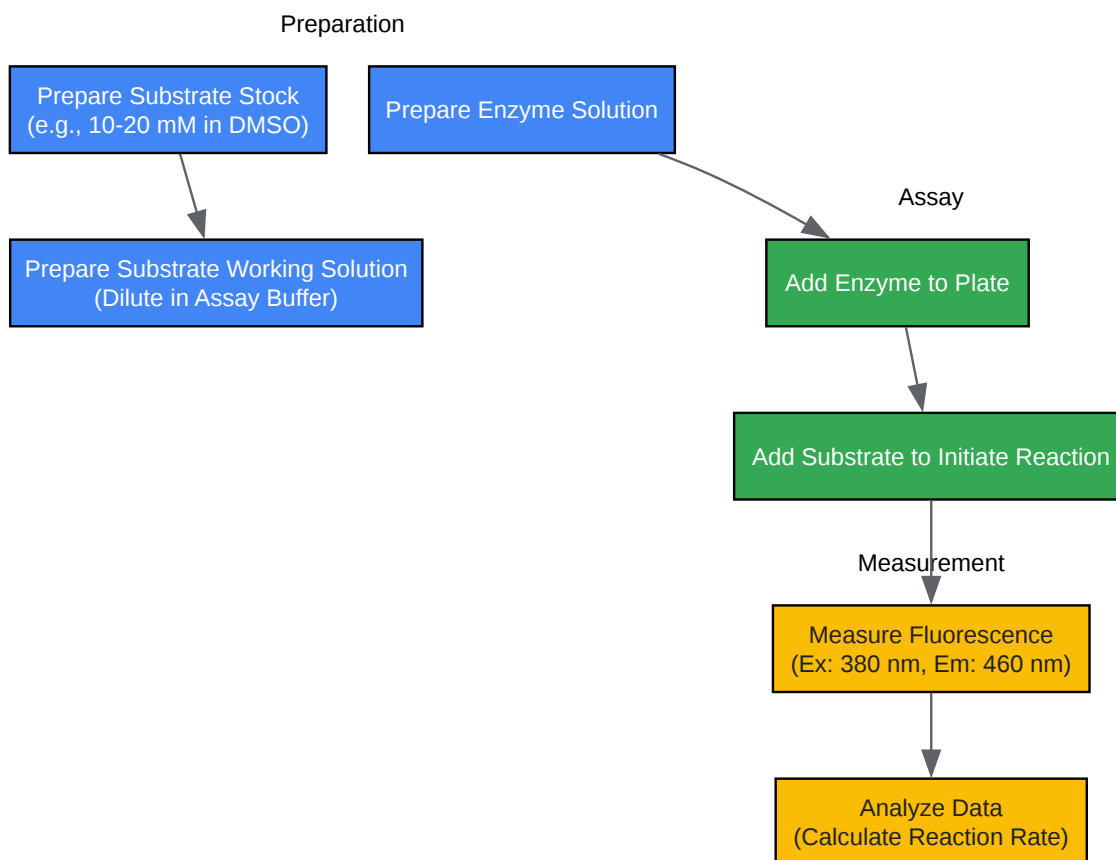 Preparation
Prepare Substrate Stock
(e.g., 10-20 mM in DMSO)
Prepare Enzyme Solution
Assay
Prepare Substrate Working Solution
(Dilute in Assay Buffer)
Add Enzyme to Plate
Add Substrate to Initiate Reaction
Measurement
Measure Fluorescence
(Ex: 380 nm, Em: 460 nm)
Analyze Data
(Calculate Reaction Rate)